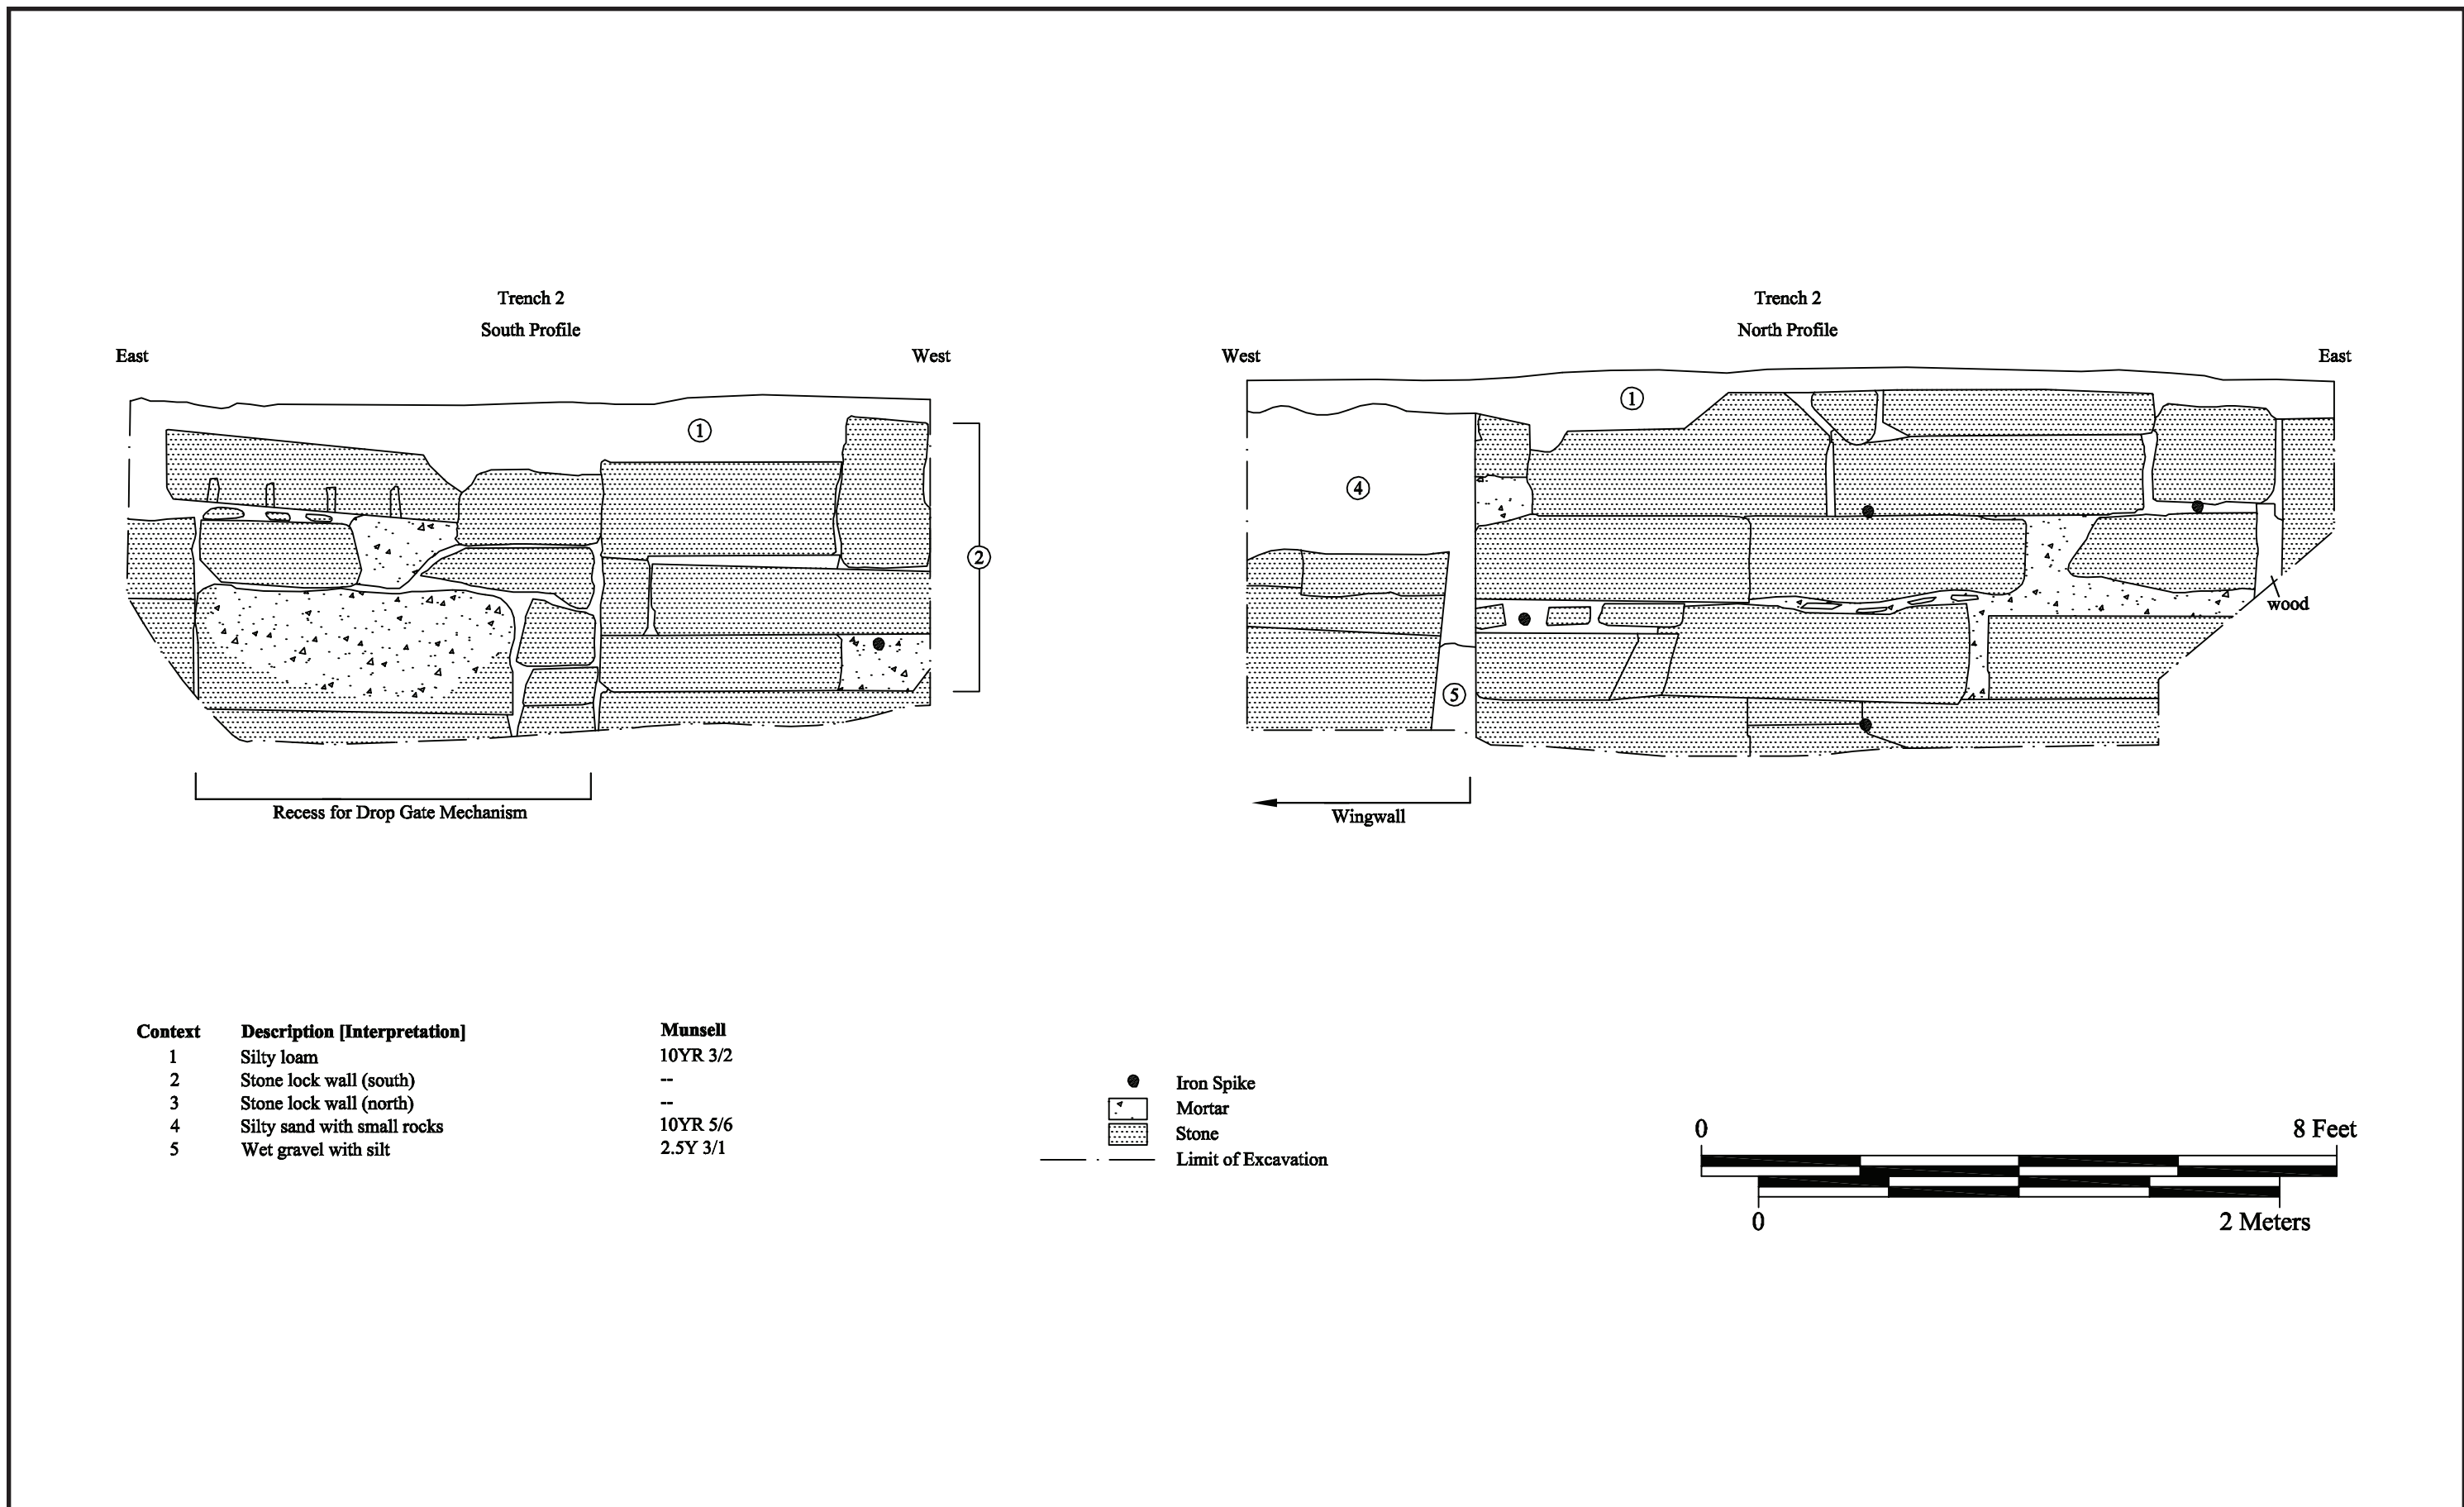 Trench 2
South Profile
East
West
1
2
Recess for Drop Gate Mechanism
Trench 2
North Profile
West
East
1
4
5
wood
Wingwall
Context Description [Interpretation] Munsell
1 Silty loam 10YR 3/2
2 Stone lock wall (south) --
3 Stone lock wall (north) --
4 Silty sand with small rocks 10YR 5/6
5 Wet gravel with silt 2.5Y 3/1
Iron Spike
Mortar
Stone
Limit of Excavation
0 8 Feet
0 2 Meters